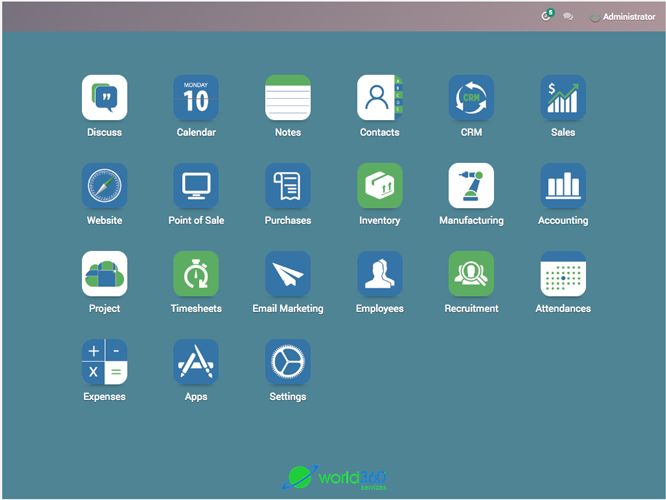 5
Administrator
MONDAY
10
A
B
C
D
CRM
$
Discuss
Calendar
Notes
Contacts
CRM
Sales
Website
Point of Sale
Purchases
Inventory
Manufacturing
Accounting
Project
Timesheets
Email Marketing
Employees
Recruitment
Attendances
+ -
x =
Expenses
Apps
Settings
world360
services